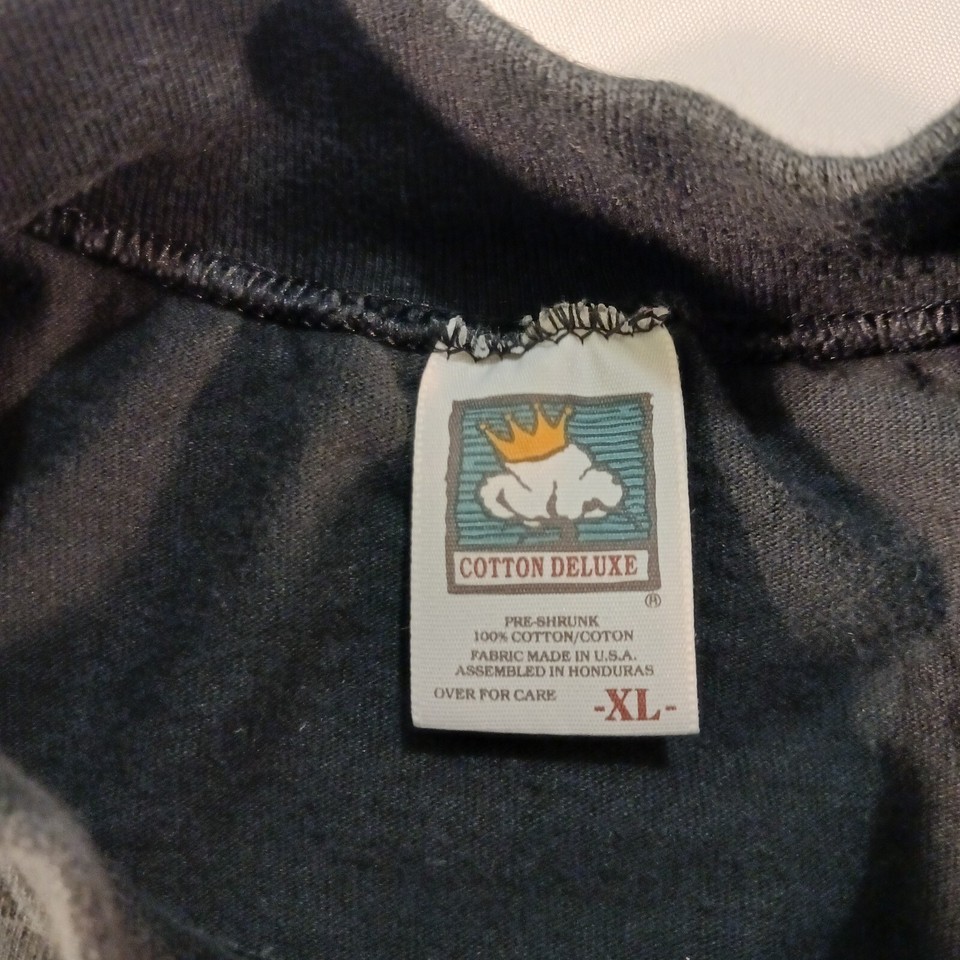 COTTON DELUXE
®
PRE-SHRUNK
100% COTTON/COTON
FABRIC MADE IN U.S.A.
ASSEMBLED IN HONDURAS
OVER FOR CARE
-XL-